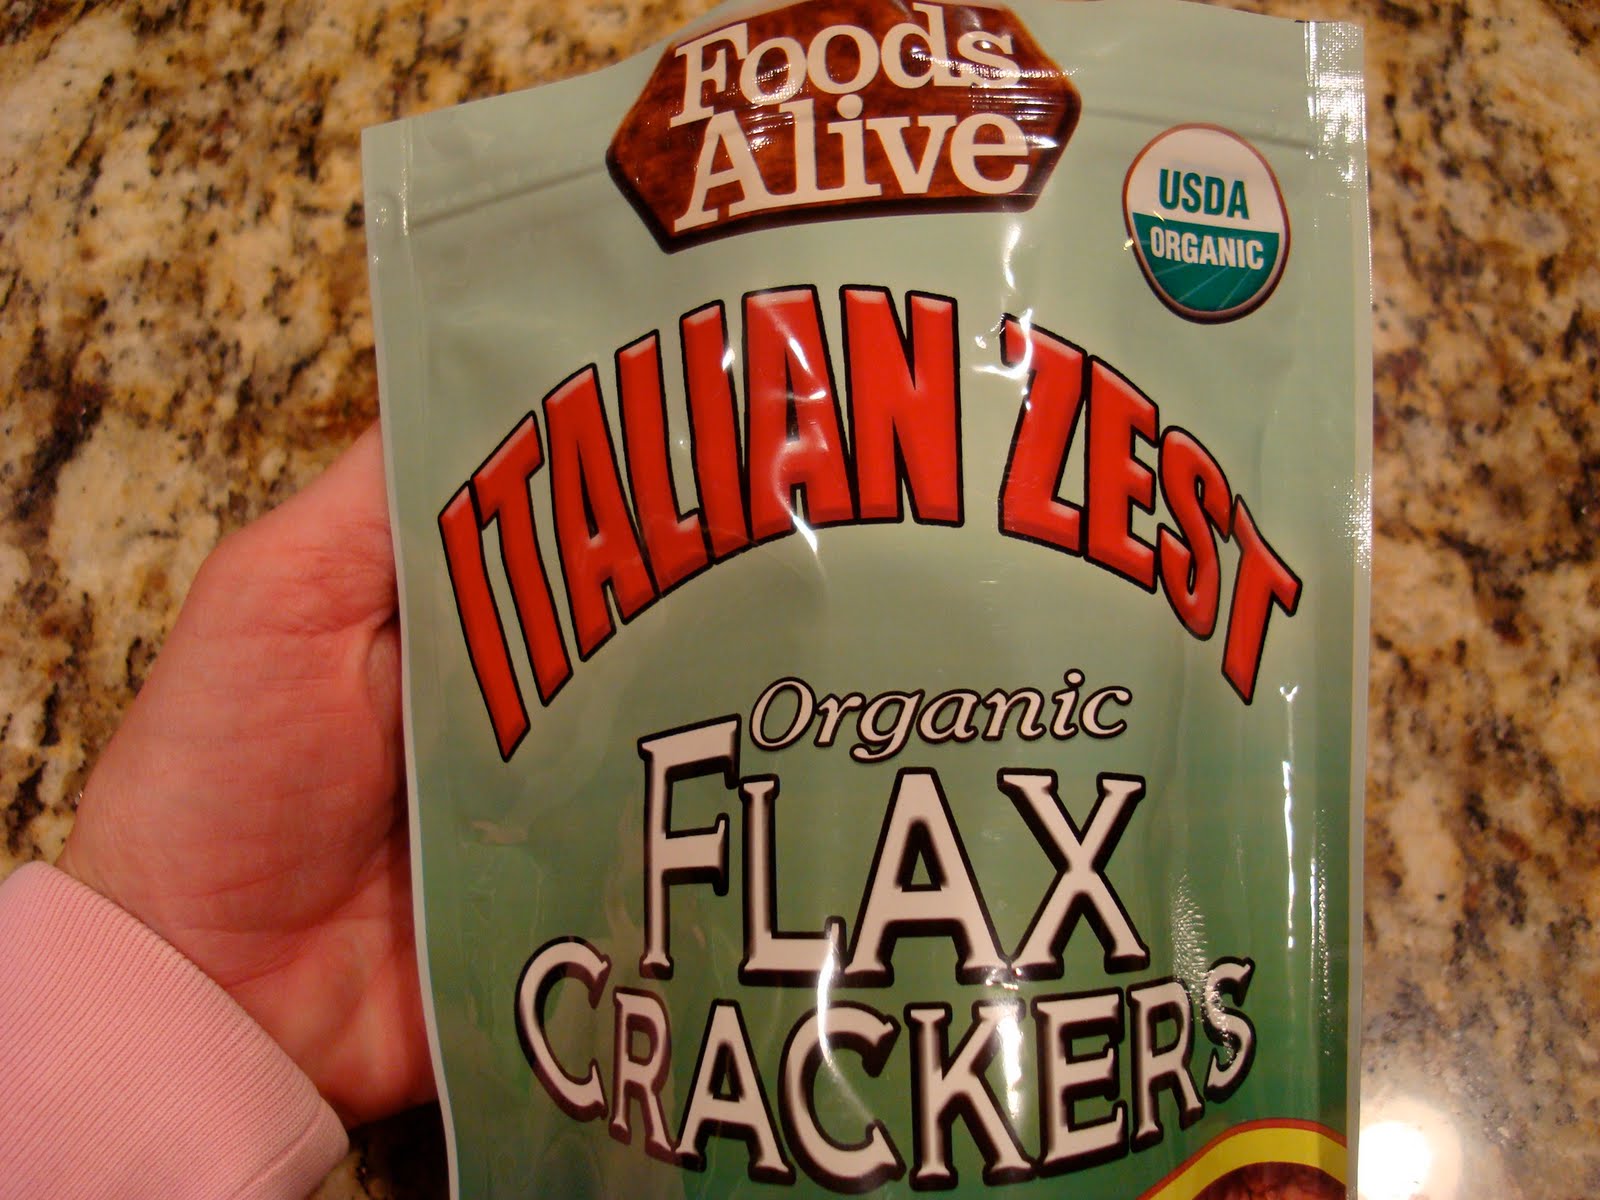 Foods
Alive
USDA
ORGANIC
ITALIAN ZEST
Organic
FLAX
CRACKERS